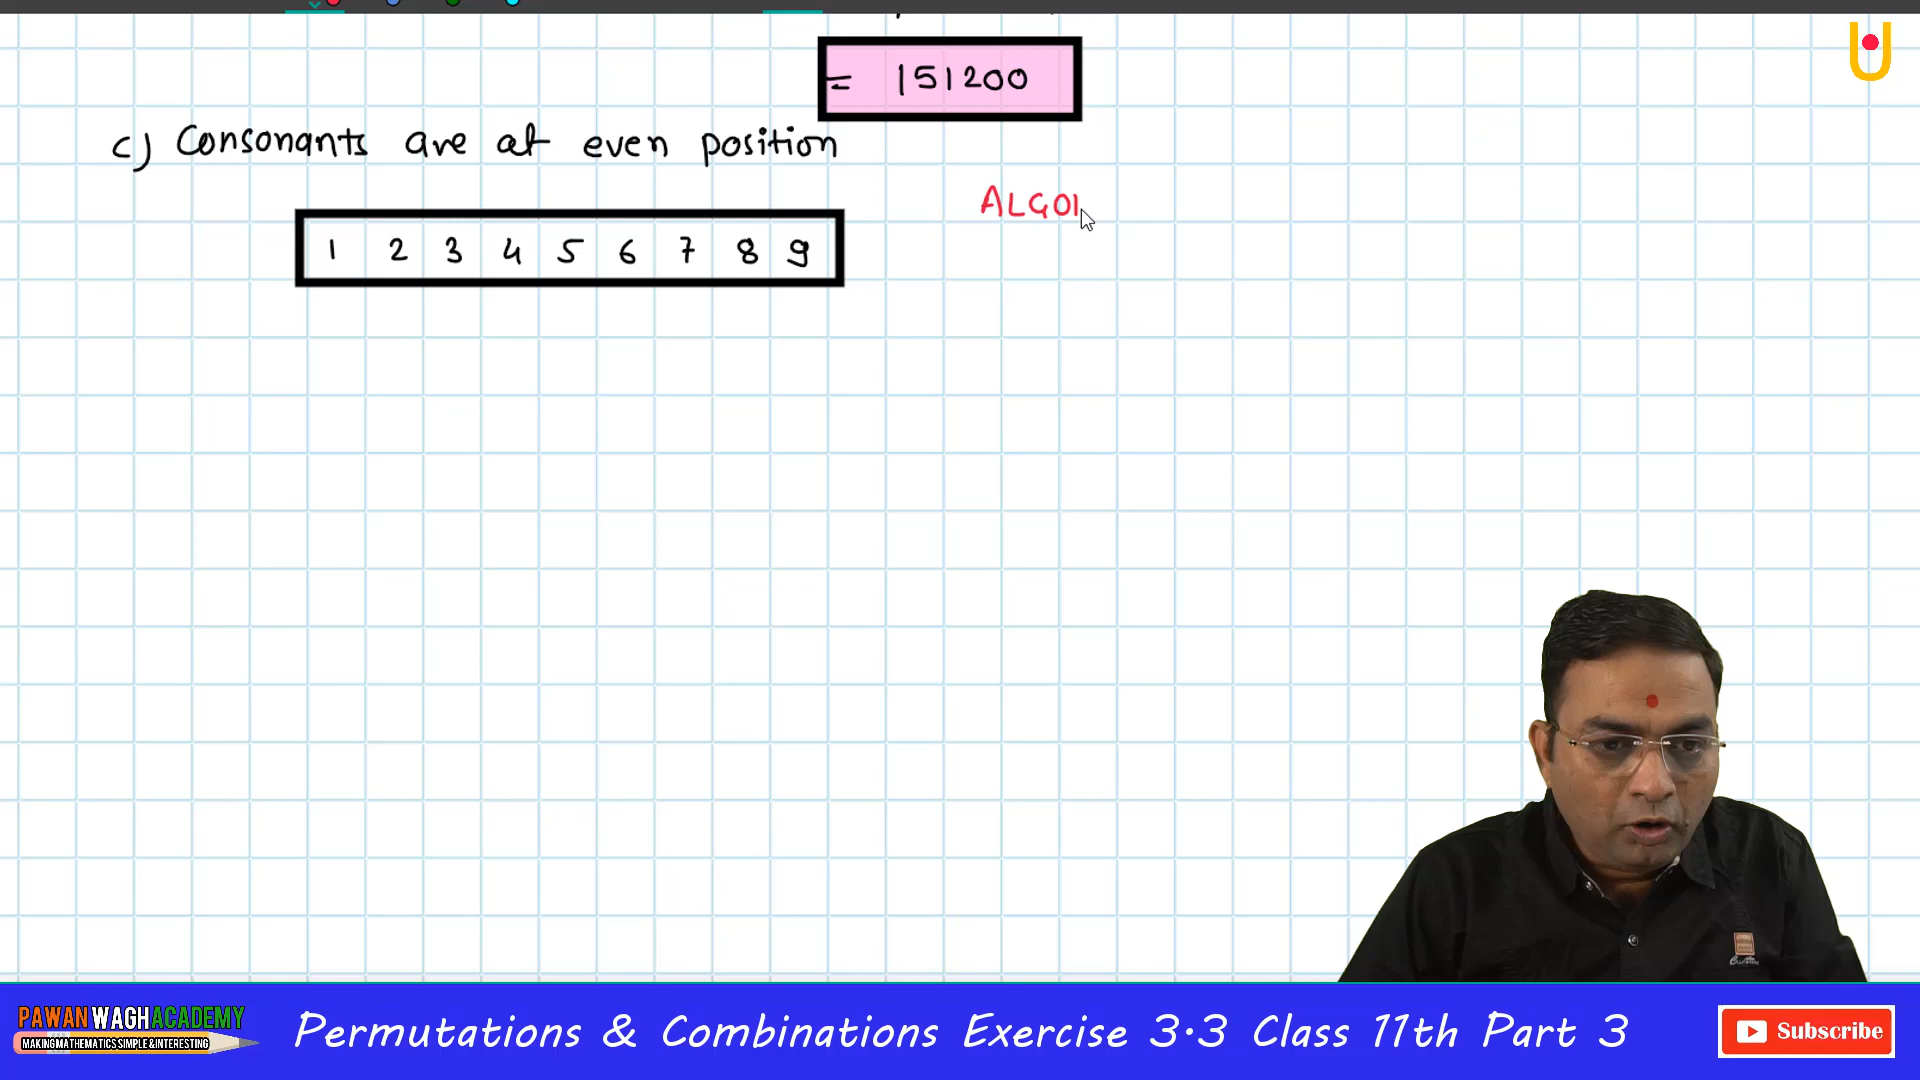 = 151200
c) Consonants are at even position
ALGOI
1 2 3 4 5 6 7 8 9
PAWAN WAGH ACADEMY
MAKING MATHEMATICS SIMPLE & INTERESTING
Permutations & Combinations Exercise 3.3 Class 11th Part 3
Subscribe